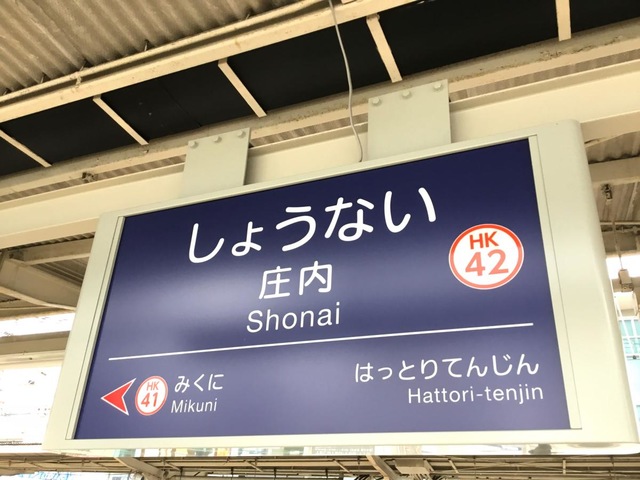 しょうない
庄内
Shonai
HK
42
HK
41
みくに
Mikuni
はっとりてんじん
Hattori-tenjin